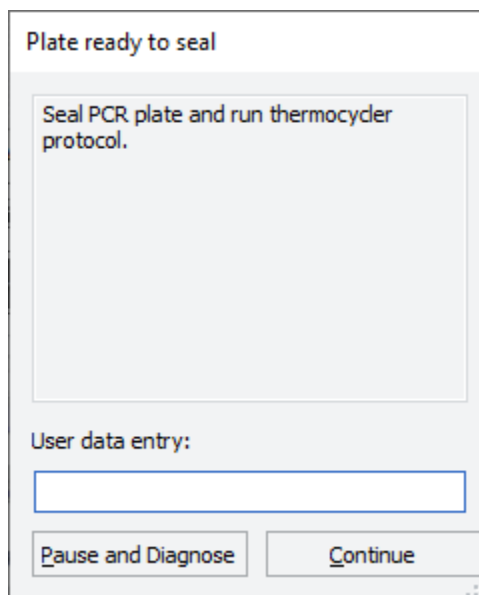 Plate ready to seal
Seal PCR plate and run thermocycler
protocol.
User data entry:
Pause and Diagnose
Continue